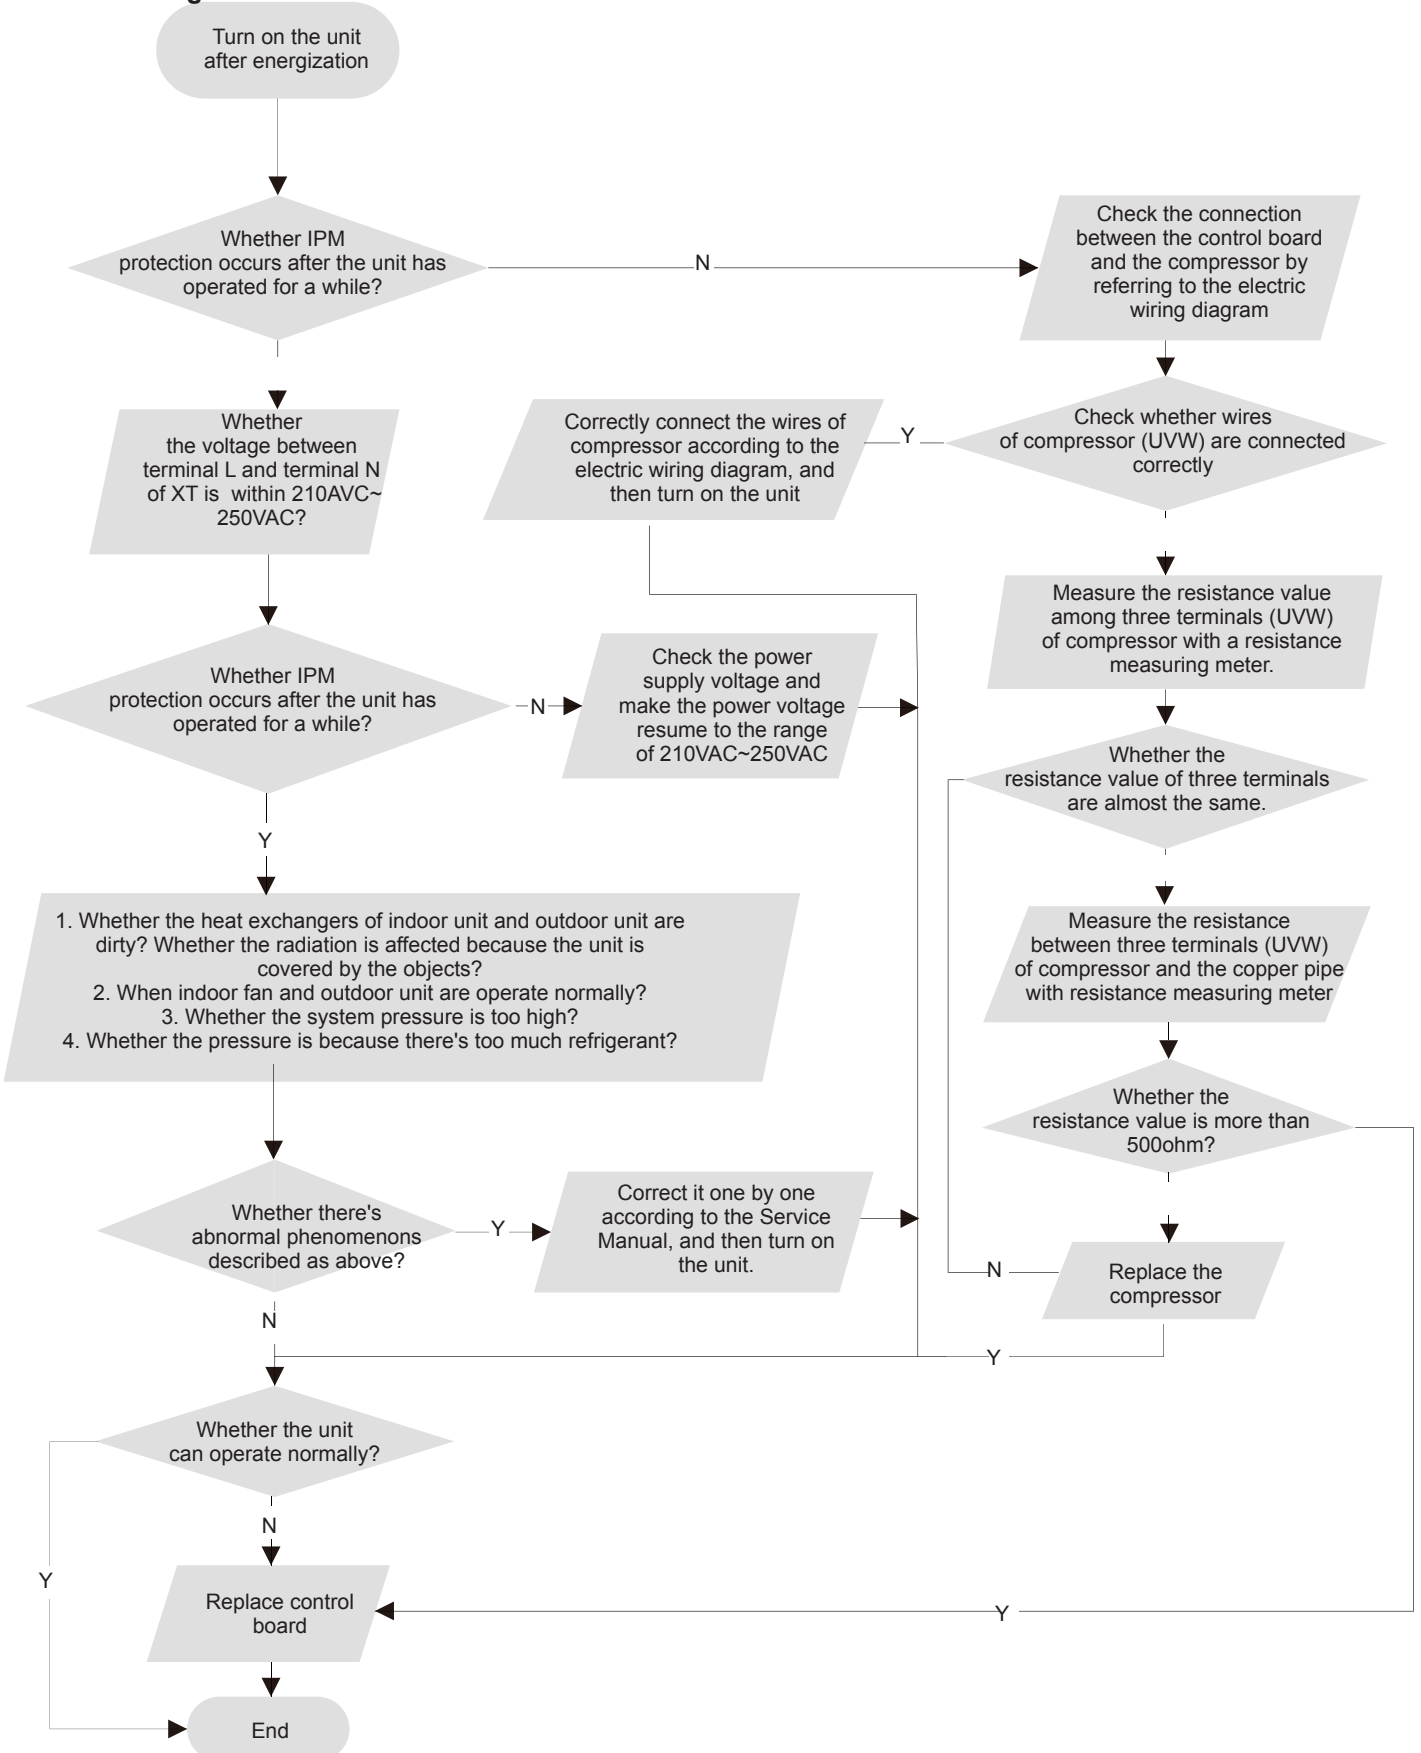 Turn on the unit
after energization
Whether IPM
protection occurs after the unit has
operated for a while?
N
Check the connection
between the control board
and the compressor by
referring to the electric
wiring diagram
Whether
the voltage between
terminal L and terminal N
of XT is within 210AVC~
250VAC?
Correctly connect the wires of
compressor according to the
electric wiring diagram, and
then turn on the unit
Y
Check whether wires
of compressor (UVW) are connected
correctly
Measure the resistance value
among three terminals (UVW)
of compressor with a resistance
measuring meter.
Whether IPM
protection occurs after the unit has
operated for a while?
N
Check the power
supply voltage and
make the power voltage
resume to the range
of 210VAC~250VAC
Whether the
resistance value of three terminals
are almost the same.
Y
1. Whether the heat exchangers of indoor unit and outdoor unit are
dirty? Whether the radiation is affected because the unit is
covered by the objects?
2. When indoor fan and outdoor unit are operate normally?
3. Whether the system pressure is too high?
4. Whether the pressure is because there's too much refrigerant?
Measure the resistance
between three terminals (UVW)
of compressor and the copper pipe
with resistance measuring meter
Whether the
resistance value is more than
500ohm?
Whether there's
abnormal phenomenons
described as above?
Y
Correct it one by one
according to the Service
Manual, and then turn on
the unit.
N
Replace the
compressor
N
Y
Whether the unit
can operate normally?
N
Y
Replace control
board
Y
End